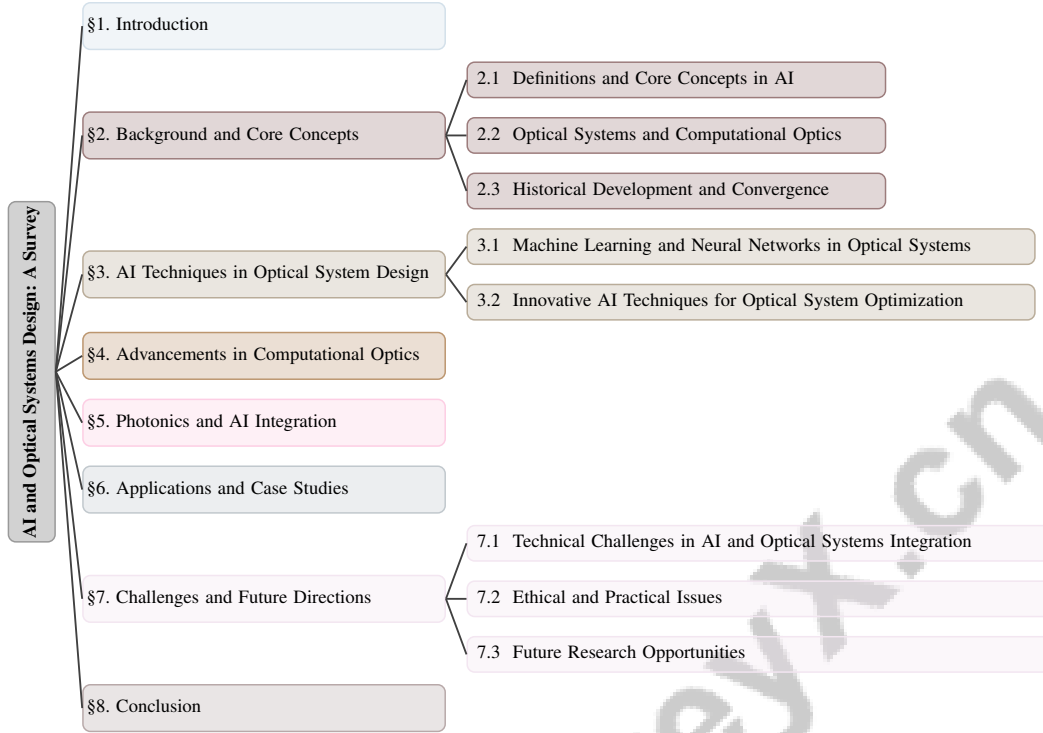 AI and Optical Systems Design: A Survey
§1. Introduction
§2. Background and Core Concepts
2.1 Definitions and Core Concepts in AI
2.2 Optical Systems and Computational Optics
2.3 Historical Development and Convergence
§3. AI Techniques in Optical System Design
3.1 Machine Learning and Neural Networks in Optical Systems
3.2 Innovative AI Techniques for Optical System Optimization
§4. Advancements in Computational Optics
§5. Photonics and AI Integration
§6. Applications and Case Studies
§7. Challenges and Future Directions
7.1 Technical Challenges in AI and Optical Systems Integration
7.2 Ethical and Practical Issues
7.3 Future Research Opportunities
§8. Conclusion
eyx.cn